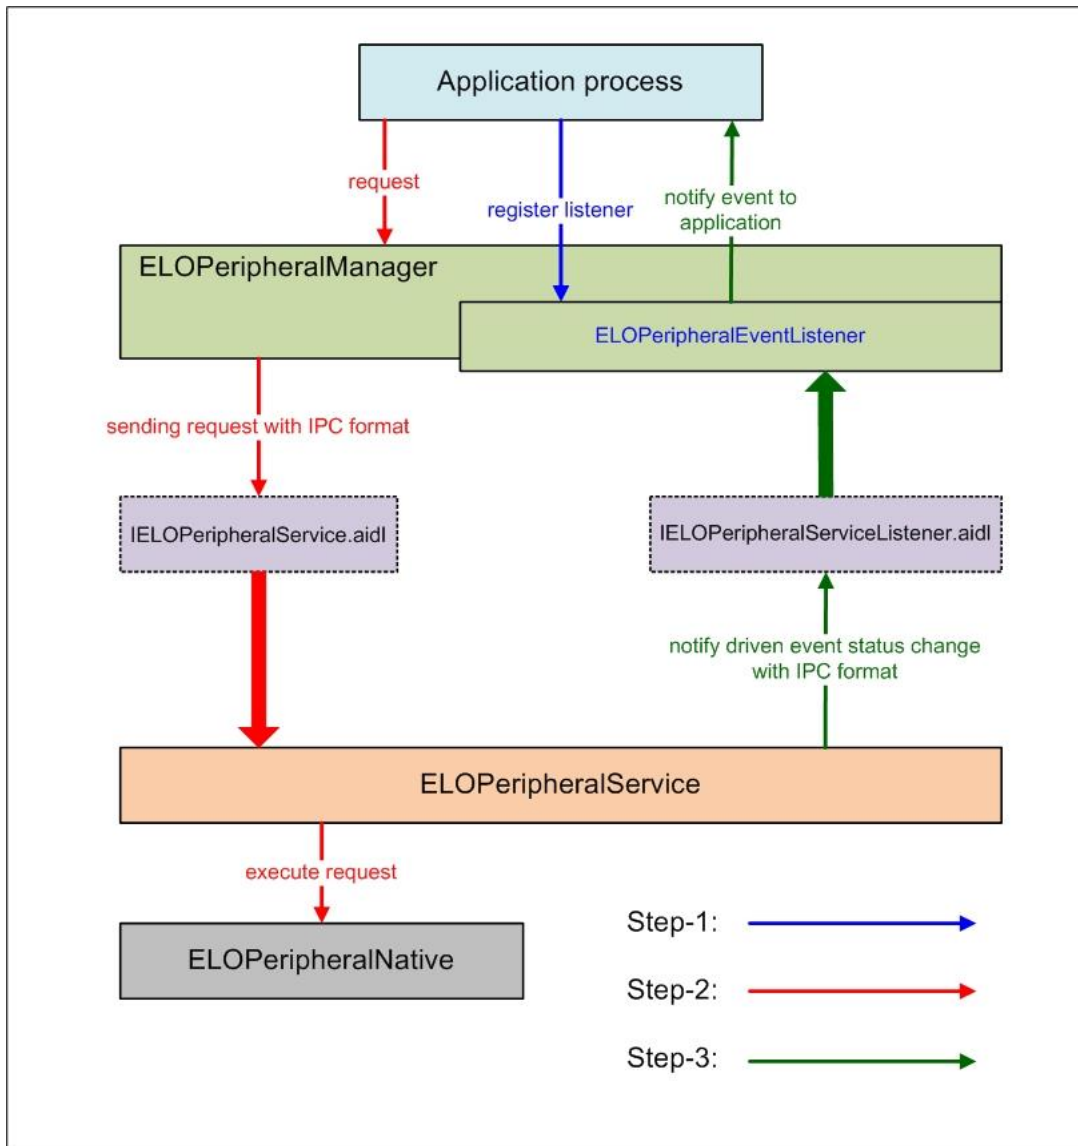 Application process
request
register listener
notify event to
application
ELOPeripheralManager
ELOPeripheralEventListener
sending request with IPC format
IELOPeripheralService.aidl
IELOPeripheralServiceListener.aidl
notify driven event status change
with IPC format
ELOPeripheralService
execute request
ELOPeripheralNative
Step-1:
Step-2:
Step-3: